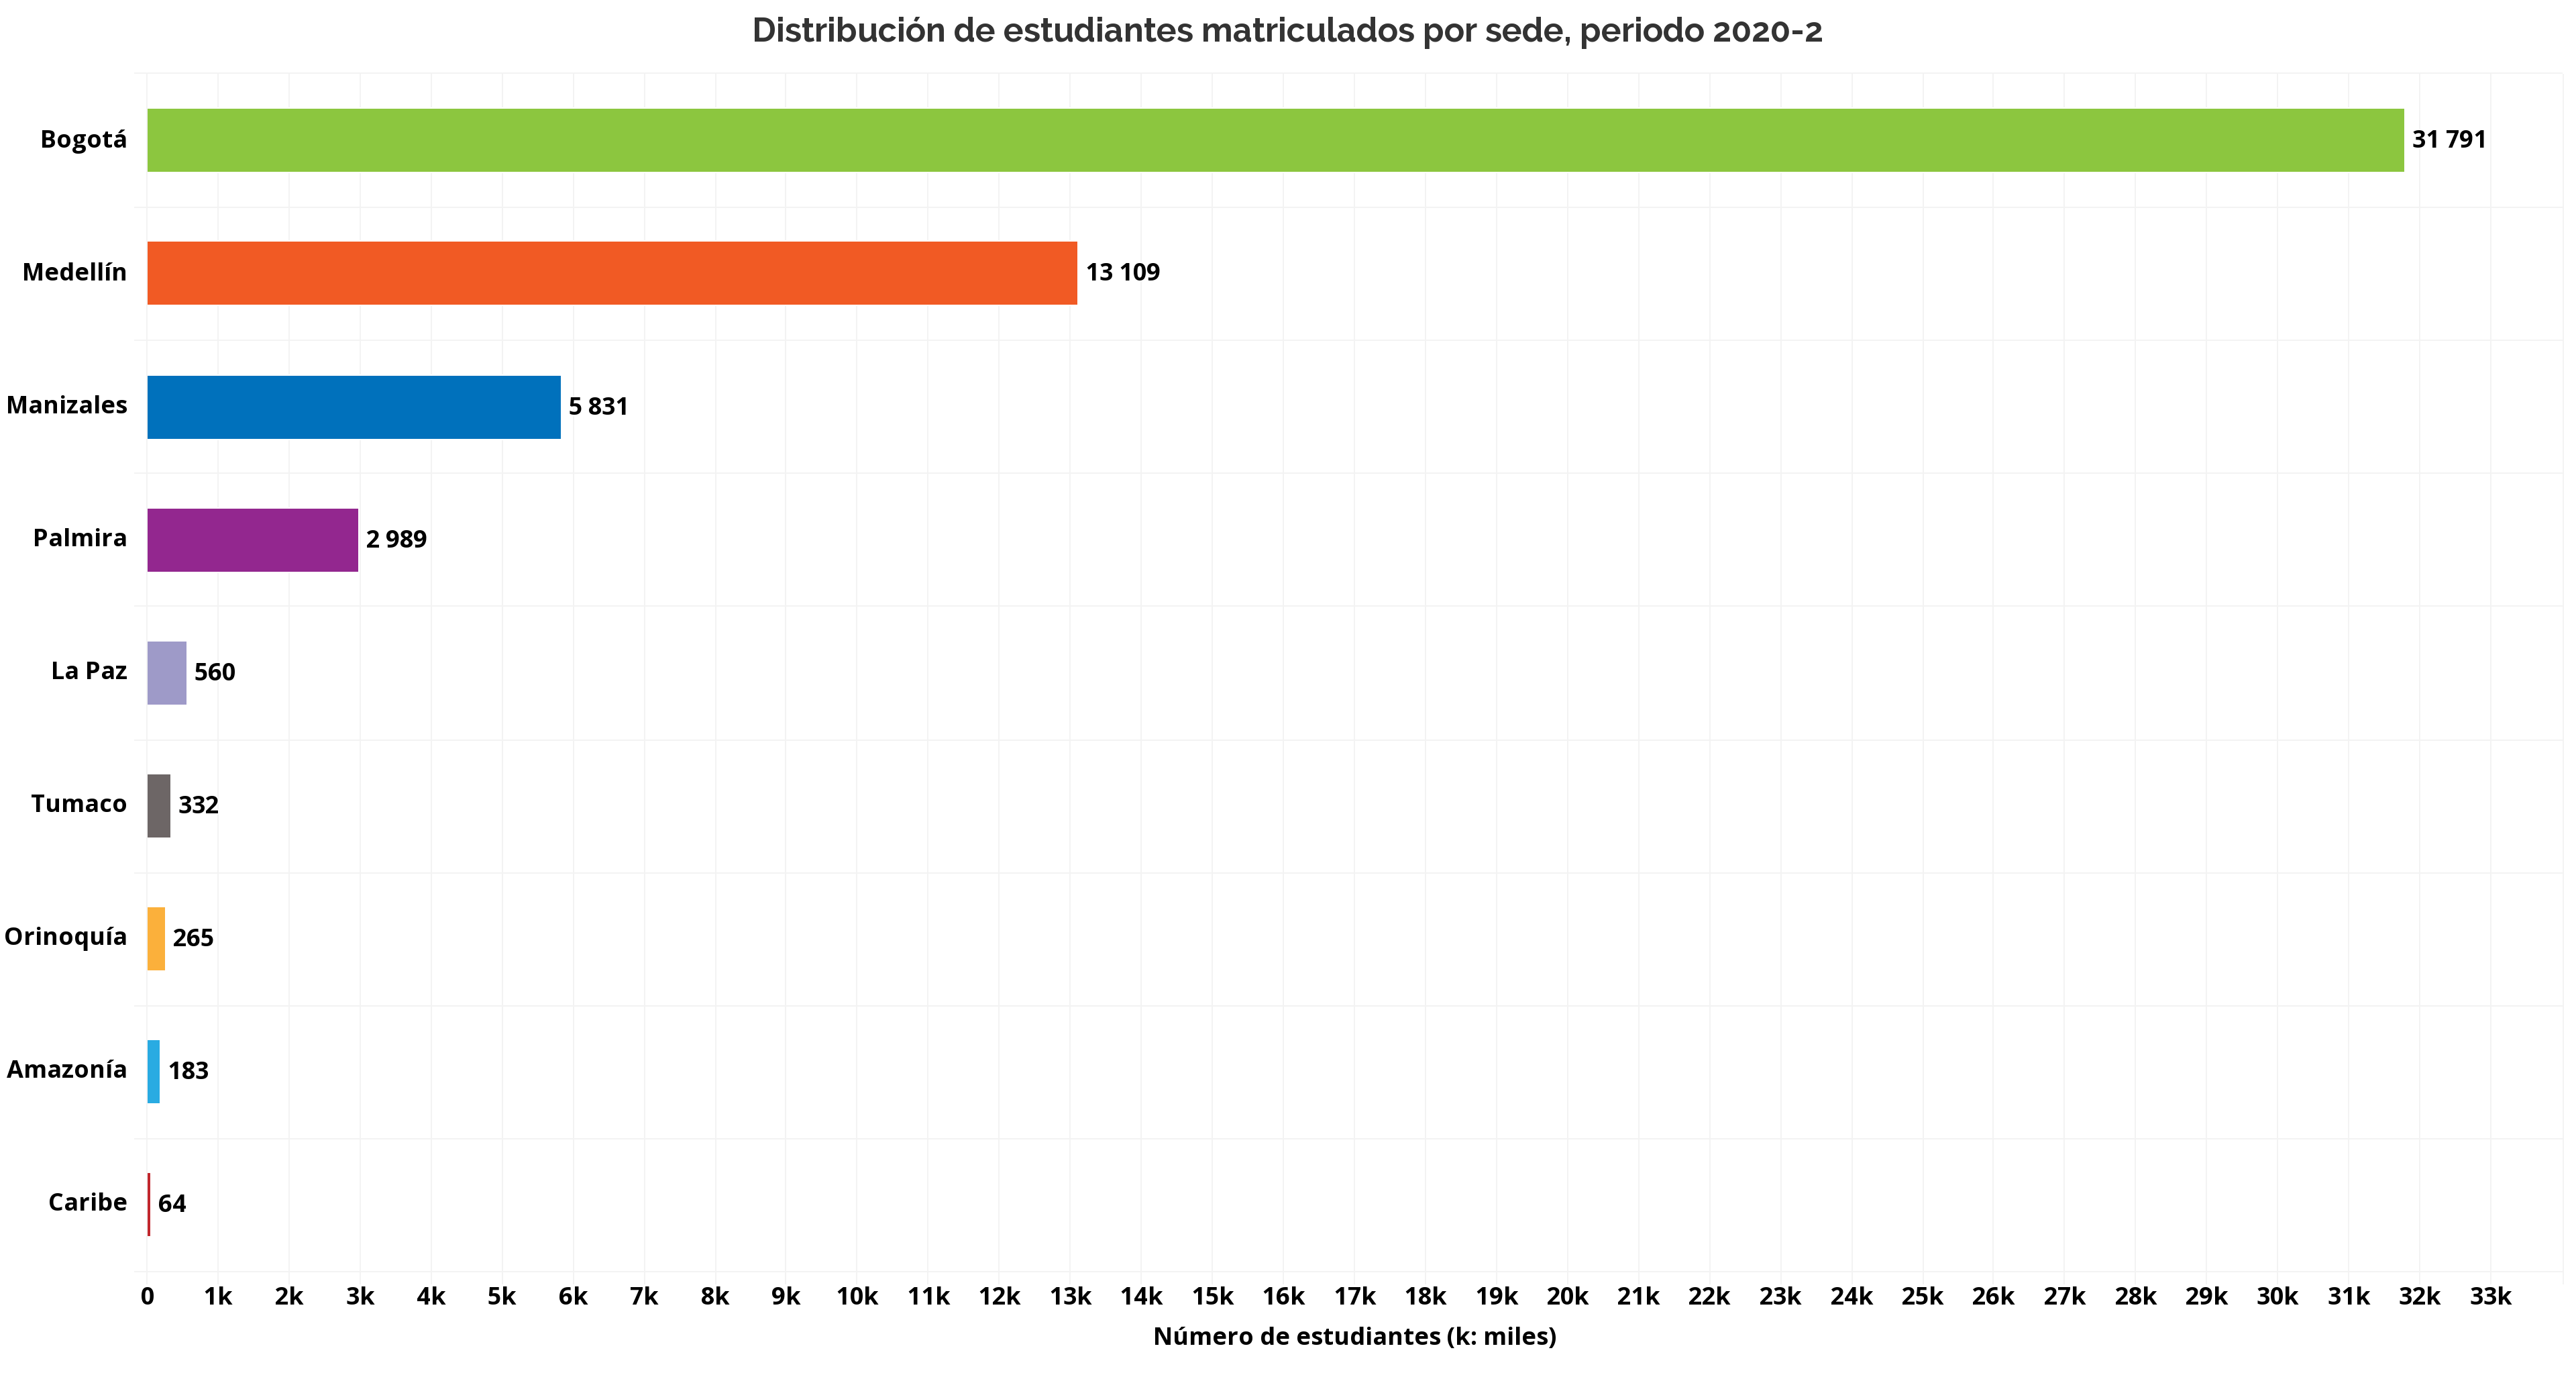 Distribución de estudiantes matriculados por sede, periodo 2020-2
Bogotá 31 791
Medellín 13 109
Manizales 5 831
Palmira 2 989
La Paz 560
Tumaco 332
Orinoquía 265
Amazonía 183
Caribe 64
0 1k 2k 3k 4k 5k 6k 7k 8k 9k 10k 11k 12k 13k 14k 15k 16k 17k 18k 19k 20k 21k 22k 23k 24k 25k 26k 27k 28k 29k 30k 31k 32k 33k
Número de estudiantes (k: miles)